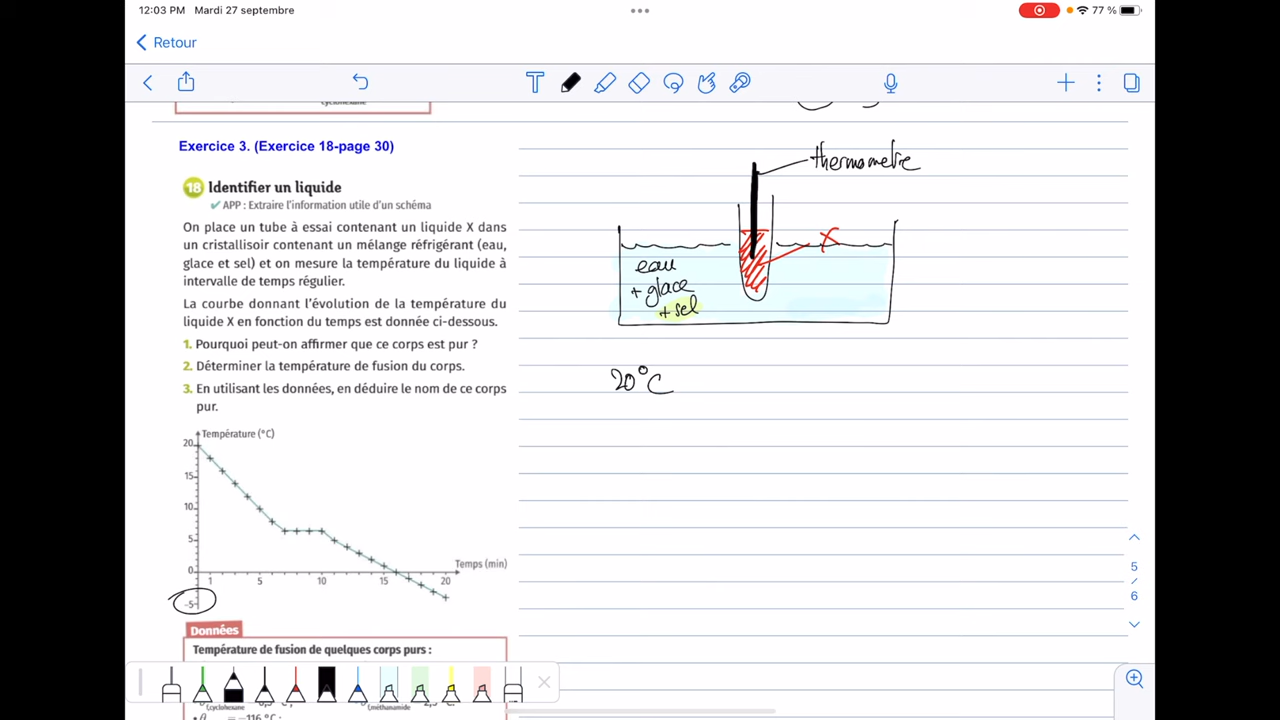 12:03 PM Mardi 27 septembre
77 %
Retour
cyclohexane
Exercice 3. (Exercice 18-page 30)
18 Identifier un liquide
✓ APP : Extraire l'information utile d'un schéma
On place un tube à essai contenant un liquide X dans
un cristallisoir contenant un mélange réfrigérant (eau,
glace et sel) et on mesure la température du liquide à
intervalle de temps régulier.
La courbe donnant l'évolution de la température du
liquide X en fonction du temps est donnée ci-dessous.
1. Pourquoi peut-on affirmer que ce corps est pur ?
2. Déterminer la température de fusion du corps.
3. En utilisant les données, en déduire le nom de ce corps
pur.
Température (°C)
20
15
10
5
0
-5
1
5
10
15
20
Temps (min)
Données
Température de fusion de quelques corps purs :
cyclohexane
méthanamide
= -116 °C ;
thermometre
X
eau
+ glace
+ sel
20°C
5
/
6